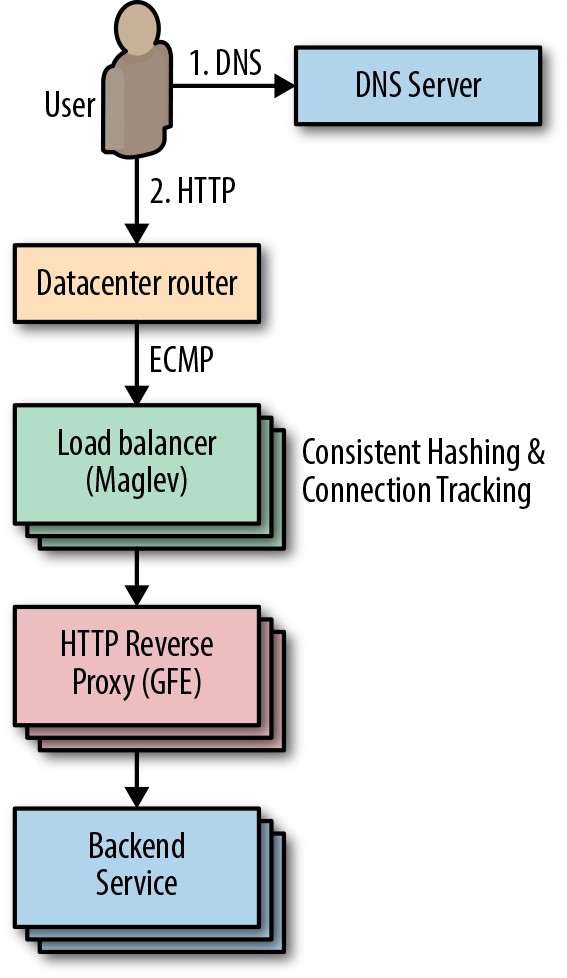 1. DNS
DNS Server
User
2. HTTP
Datacenter router
ECMP
Load balancer
(Maglev)
Consistent Hashing &
Connection Tracking
HTTP Reverse
Proxy (GFE)
Backend
Service